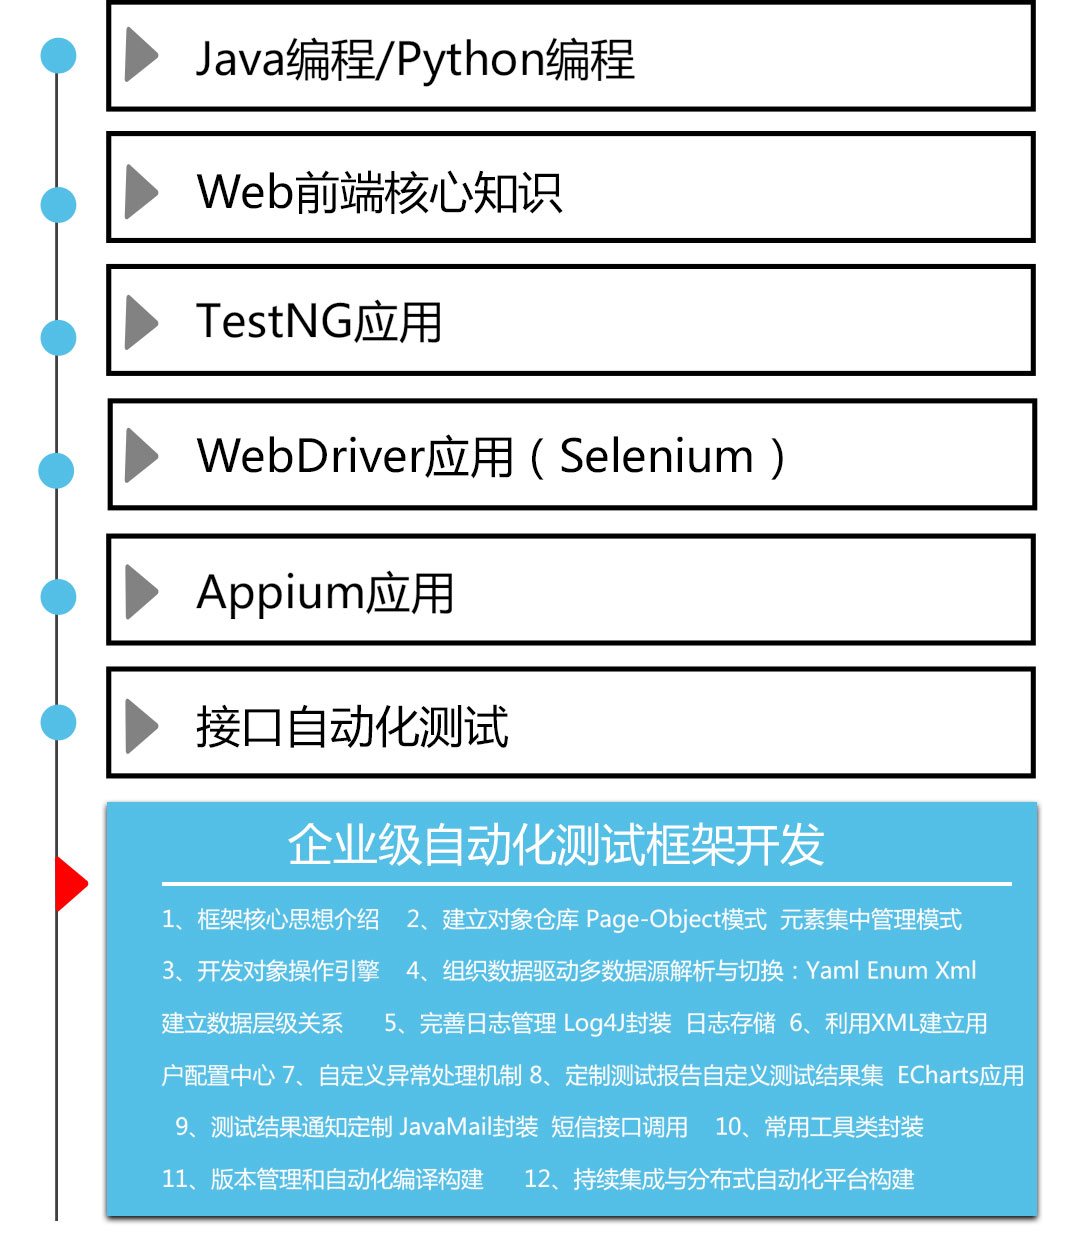 Java编程/Python编程
Web前端核心知识
TestNG应用
WebDriver应用（Selenium）
Appium应用
接口自动化测试
企业级自动化测试框架开发
1、框架核心思想介绍 2、建立对象仓库 Page-Object模式 元素集中管理模式
3、开发对象操作引擎 4、组织数据驱动多数据源解析与切换：Yaml Enum Xml
建立数据层级关系 5、完善日志管理 Log4J封装 日志存储 6、利用XML建立用
户配置中心 7、自定义异常处理机制 8、定制测试报告自定义测试结果集 ECharts应用
9、测试结果通知定制 JavaMail封装 短信接口调用 10、常用工具类封装
11、版本管理和自动化编译构建 12、持续集成与分布式自动化平台构建